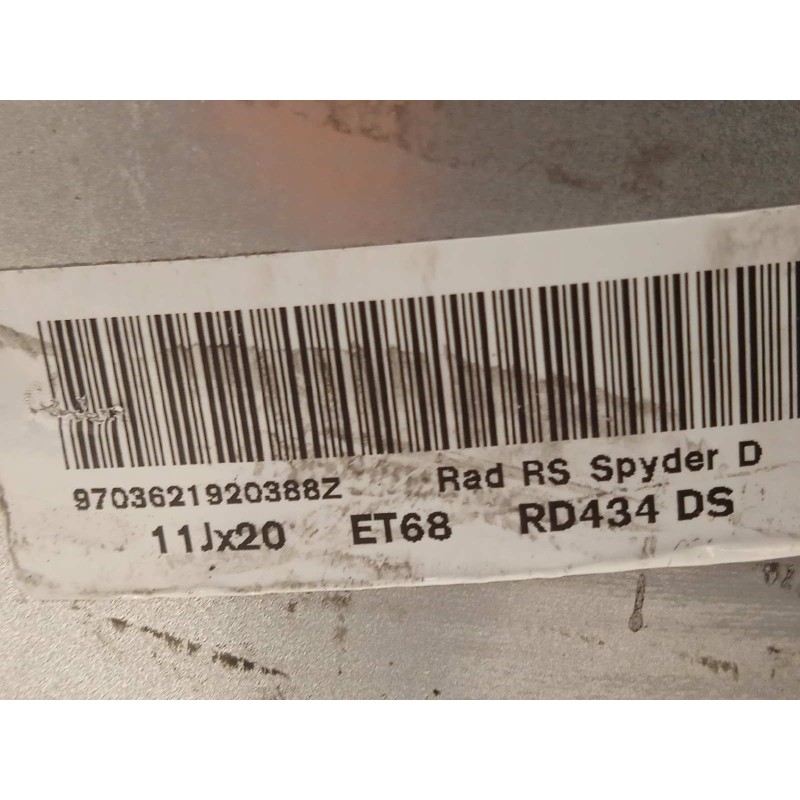 9703621920388Z Rad RS Spyder D
11Jx20 ET68 RD434 DS